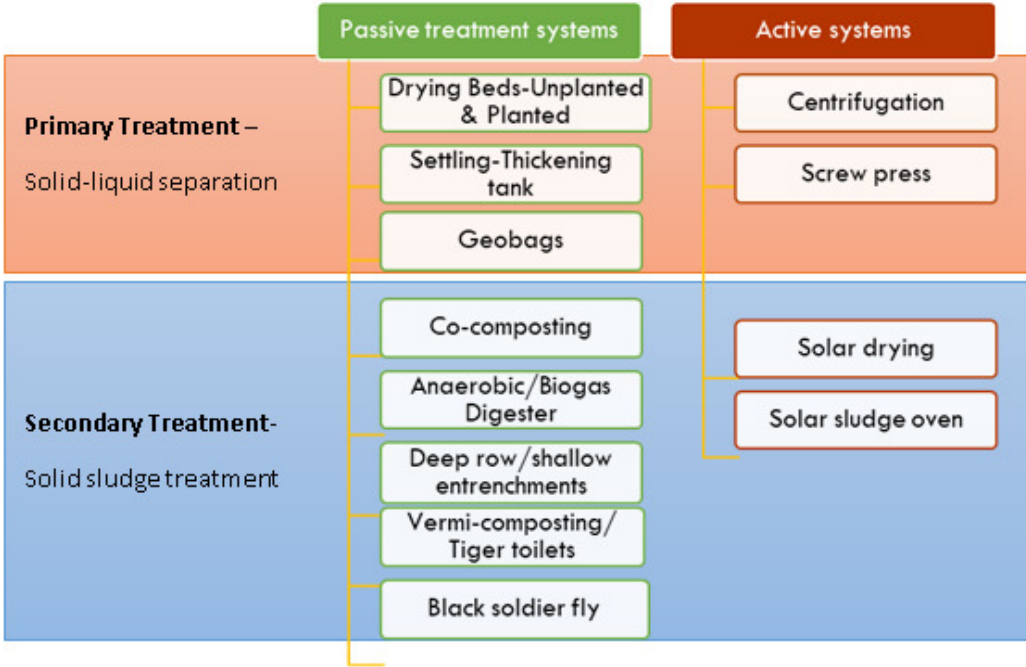 Passive treatment systems
Active systems
Primary Treatment –
Solid-liquid separation
Drying Beds-Unplanted
& Planted
Settling-Thickening
tank
Geobags
Centrifugation
Screw press
Secondary Treatment-
Solid sludge treatment
Co-composting
Anaerobic/Biogas
Digester
Deep row/shallow
entrenchments
Vermi-composting/
Tiger toilets
Black soldier fly
Solar drying
Solar sludge oven